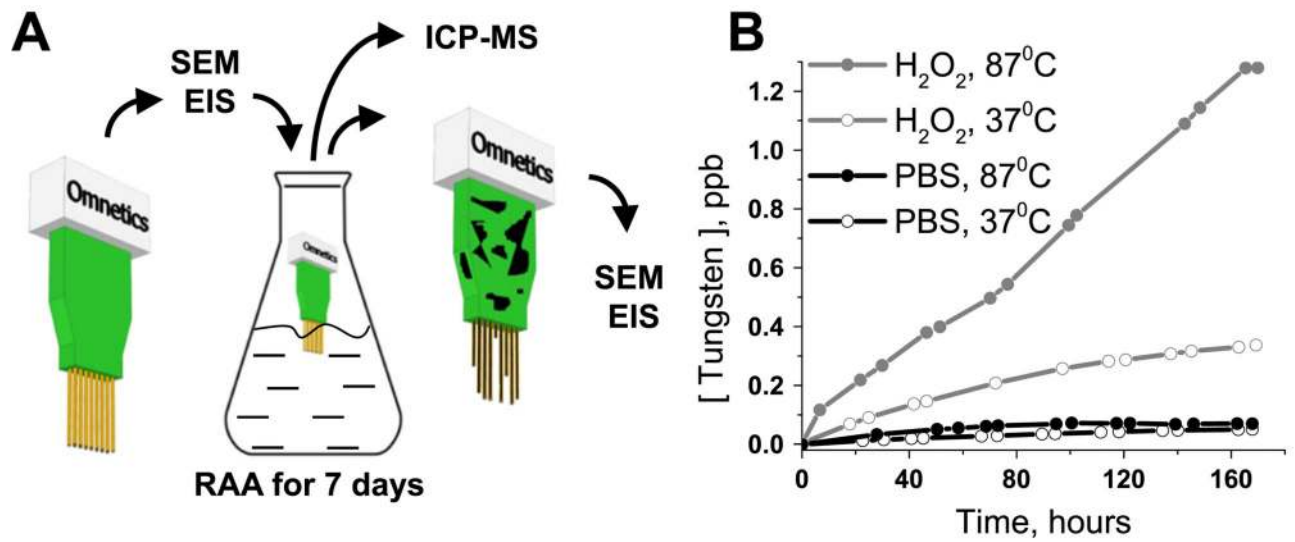 A
SEM
EIS
ICP-MS
Omnetics
Omnetics
Omnetics
SEM
EIS
RAA for 7 days
B
H₂O₂, 87⁰C
H₂O₂, 37⁰C
PBS, 87⁰C
PBS, 37⁰C
[ Tungsten ], ppb
1.2
1.0
0.8
0.6
0.4
0.2
0.0
0
40
80
120
160
Time, hours